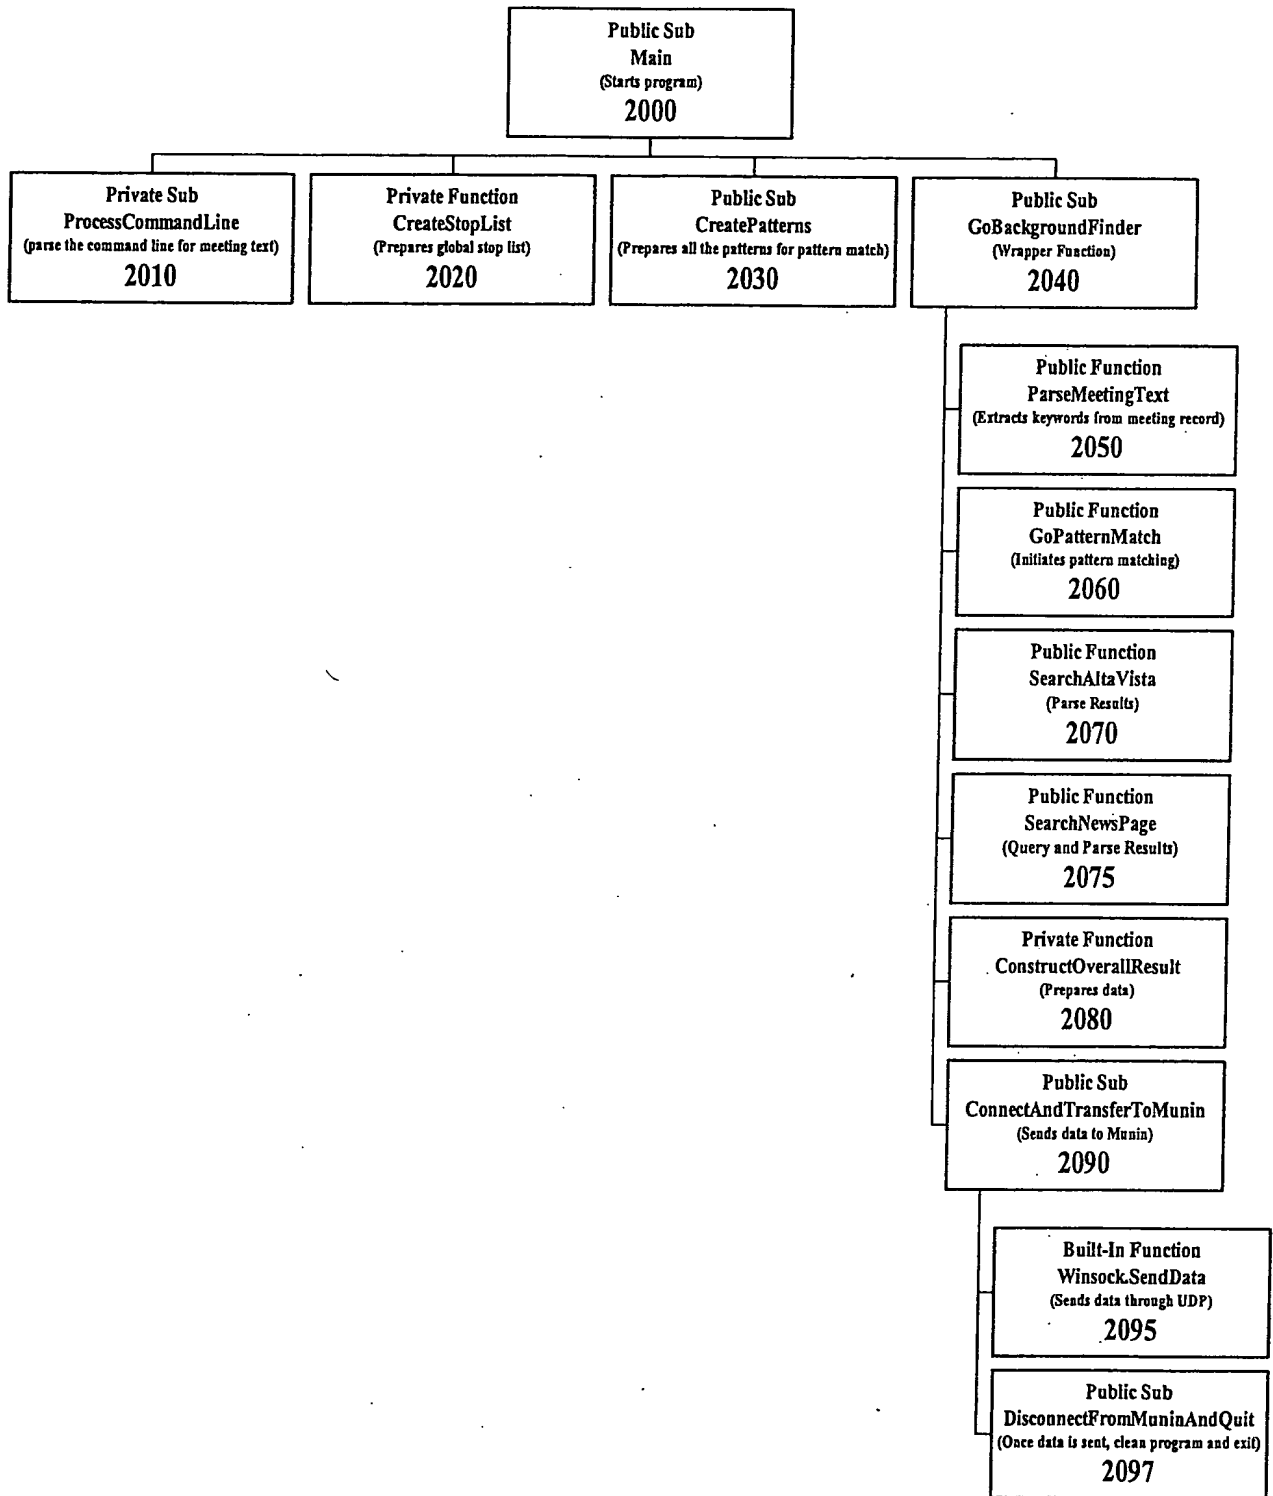 Public Sub
Main
(Starts program)
2000
Private Sub
ProcessCommandLine
(parse the command line for meeting text)
2010
Private Function
CreateStopList
(Prepares global stop list)
2020
Public Sub
CreatePatterns
(Prepares all the patterns for pattern match)
2030
Public Sub
GoBackgroundFinder
(Wrapper Function)
2040
Public Function
ParseMeetingText
(Extracts keywords from meeting record)
2050
Public Function
GoPatternMatch
(Initiates pattern matching)
2060
Public Function
SearchAltaVista
(Parse Results)
2070
Public Function
SearchNewsPage
(Query and Parse Results)
2075
Private Function
ConstructOverallResult
(Prepares data)
2080
Public Sub
ConnectAndTransferToMunin
(Sends data to Munin)
2090
Built-In Function
Winsock.SendData
(Sends data through UDP)
2095
Public Sub
DisconnectFromMuninAndQuit
(Once data is sent, clean program and exit)
2097